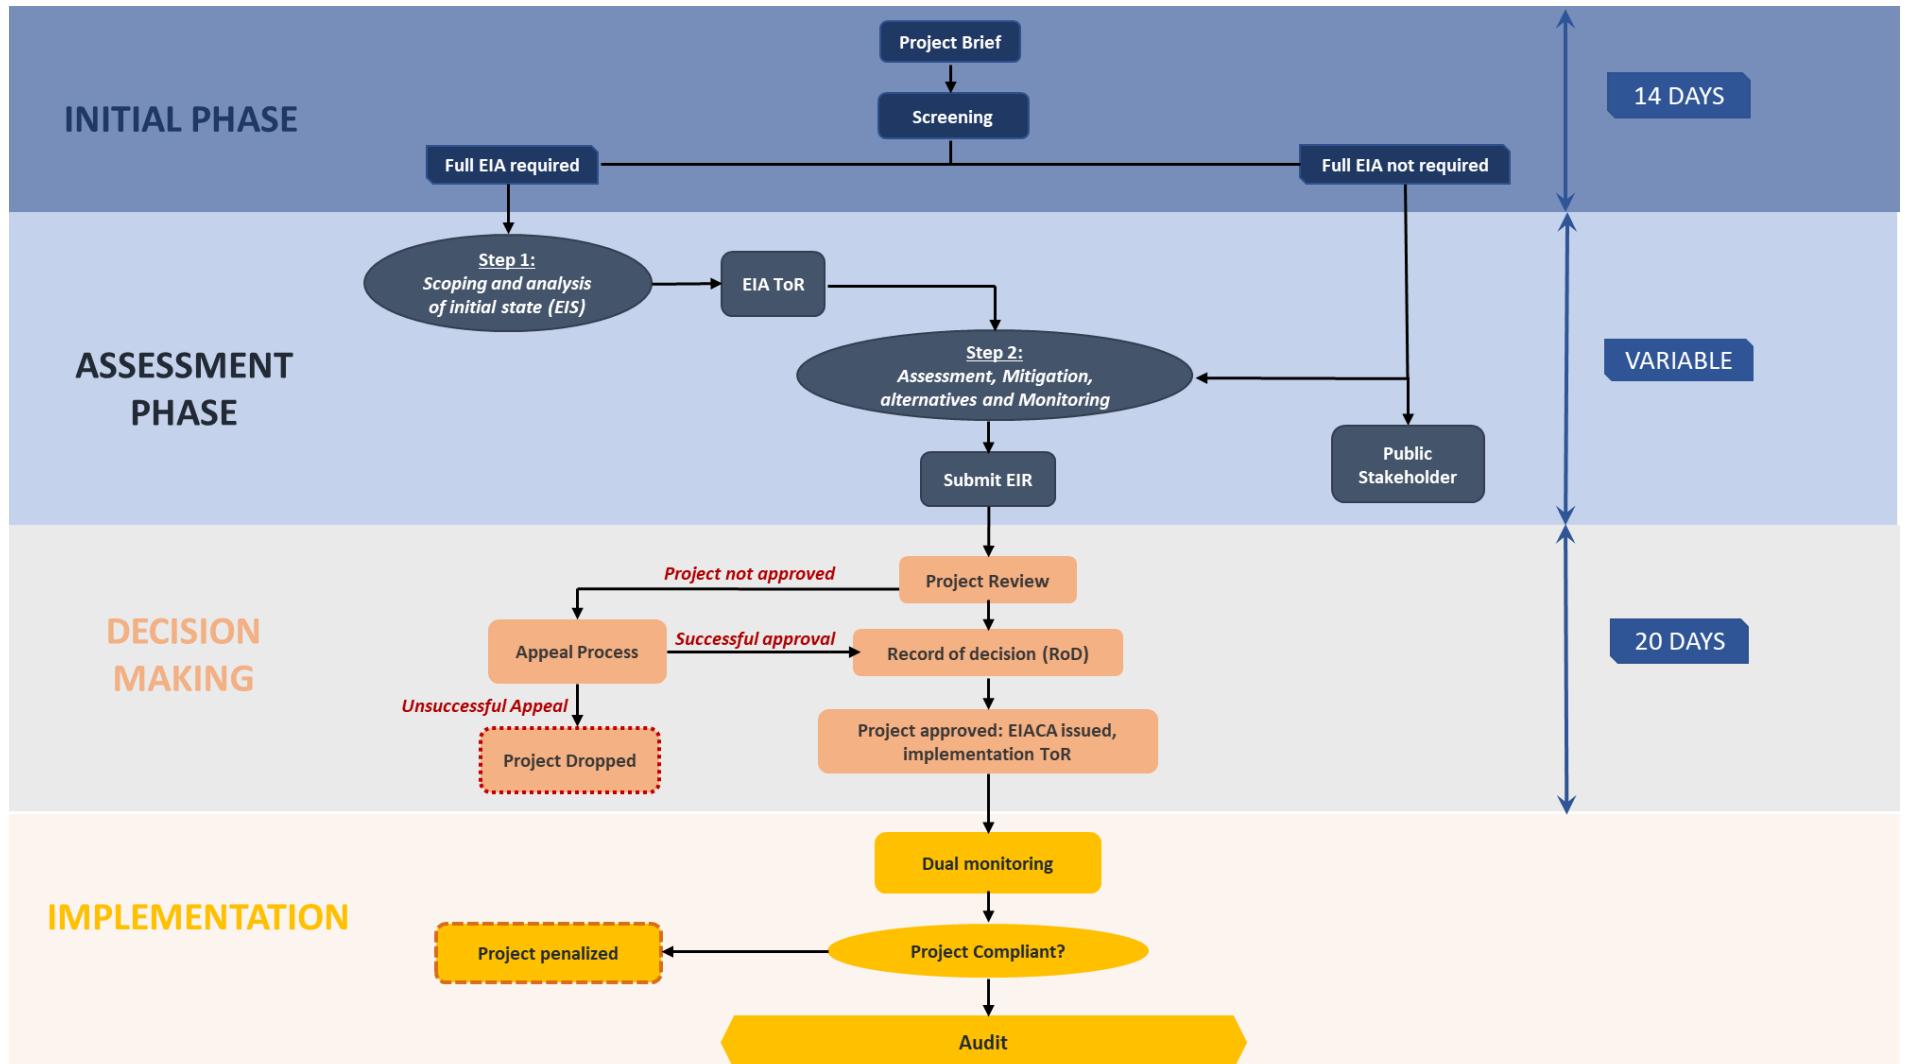 Project Brief
INITIAL PHASE
14 DAYS
Screening
Full EIA required
Full EIA not required
Step 1:
Scoping and analysis
of initial state (EIS)
EIA ToR
ASSESSMENT
PHASE
Step 2:
Assessment, Mitigation,
alternatives and Monitoring
VARIABLE
Submit EIR
Public
Stakeholder
DECISION
MAKING
Project not approved
Project Review
20 DAYS
Appeal Process
Successful approval
Record of decision (RoD)
Unsuccessful Appeal
Project Dropped
Project approved: EIACA issued,
implementation ToR
IMPLEMENTATION
Dual monitoring
Project penalized
Project Compliant?
Audit